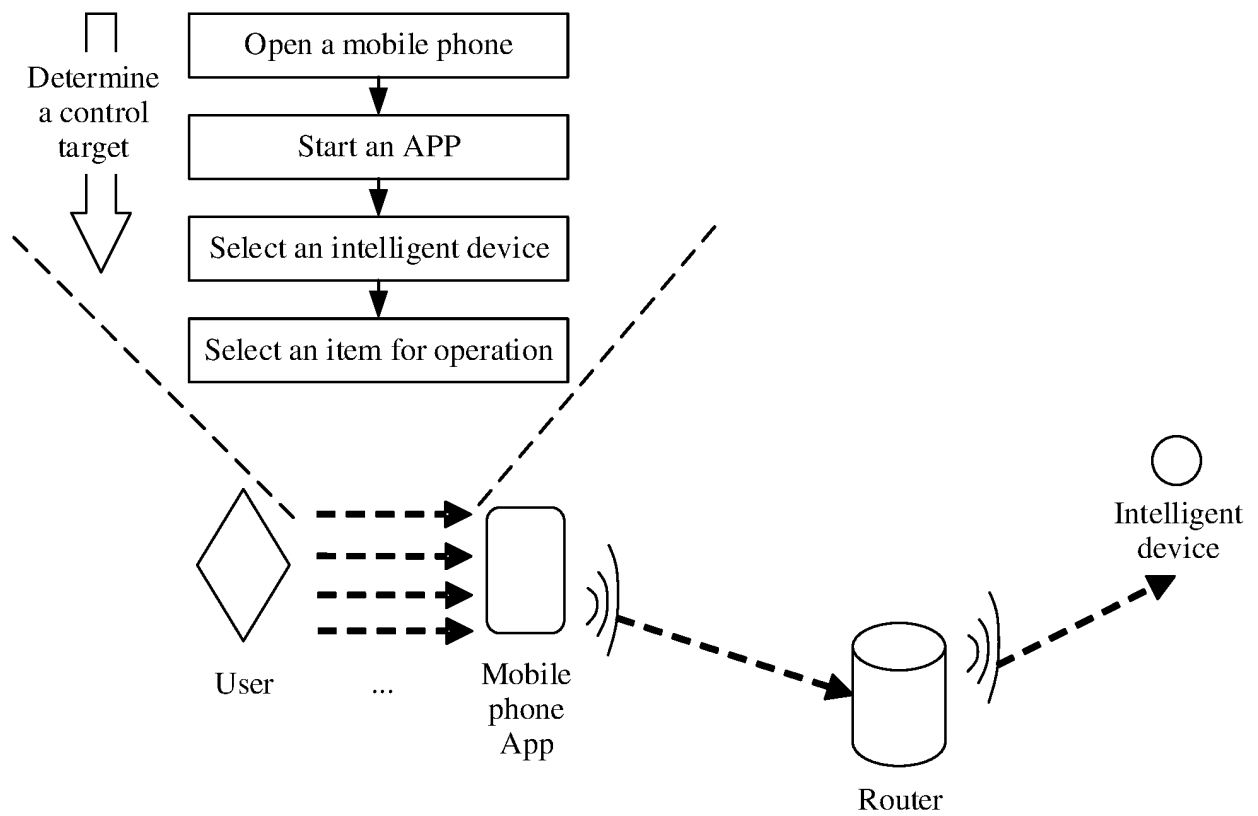 Open a mobile phone
Determine
a control
target
Start an APP
Select an intelligent device
Select an item for operation
Intelligent
device
User
...
Mobile
phone
App
Router